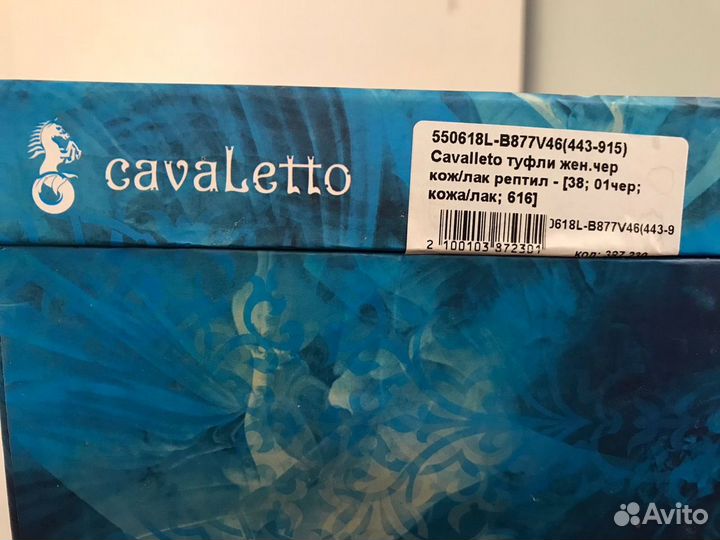 cavaLetto
550618L-B877V46(443-915)
Cavalleto туфли жен.чер
кож/лак рептил - [38; 01чер;
кожа/лак; 616]
0618L-B877V46(443-9
2 100103 872301
Avito